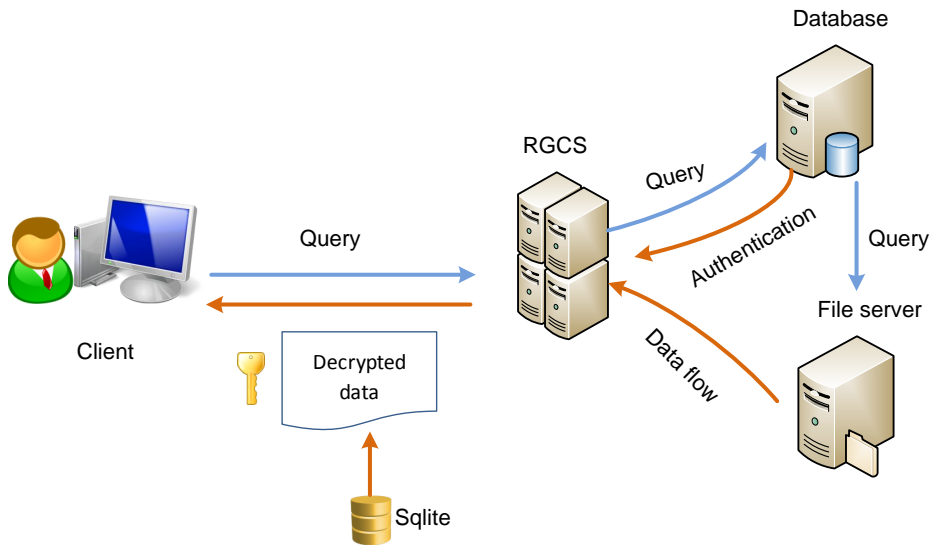 Database
RGCS
Query
Query
Authentication
Query
File server
Client
Decrypted
data
Data flow
Sqlite